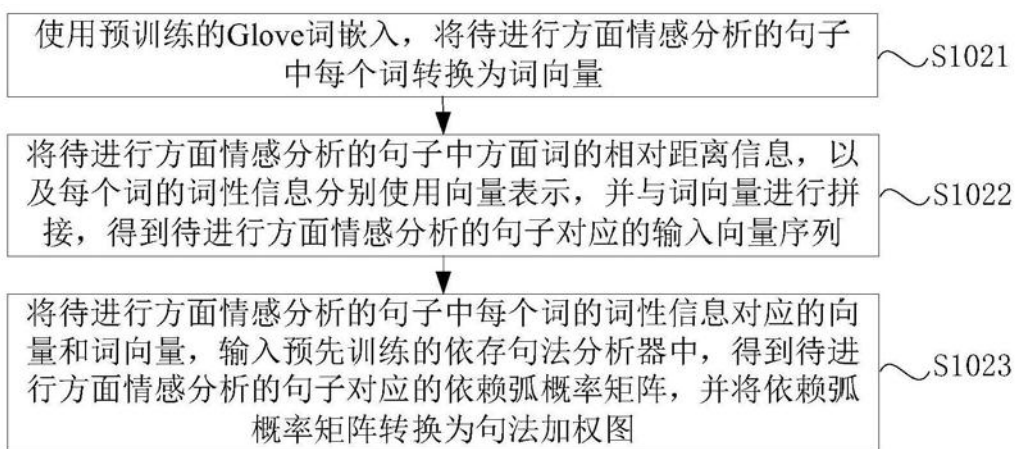 使用预训练的Glove词嵌入，将待进行方面情感分析的句子
中每个词转换为词向量
S1021
将待进行方面情感分析的句子中方面词的相对距离信息，以
及每个词的词性信息分别使用向量表示，并与词向量进行拼
接，得到待进行方面情感分析的句子对应的输入向量序列
S1022
将待进行方面情感分析的句子中每个词的词性信息对应的向
量和词向量，输入预先训练的依存句法分析器中，得到待进
行方面情感分析的句子对应的依赖弧概率矩阵，并将依赖弧
概率矩阵转换为句法加权图
S1023